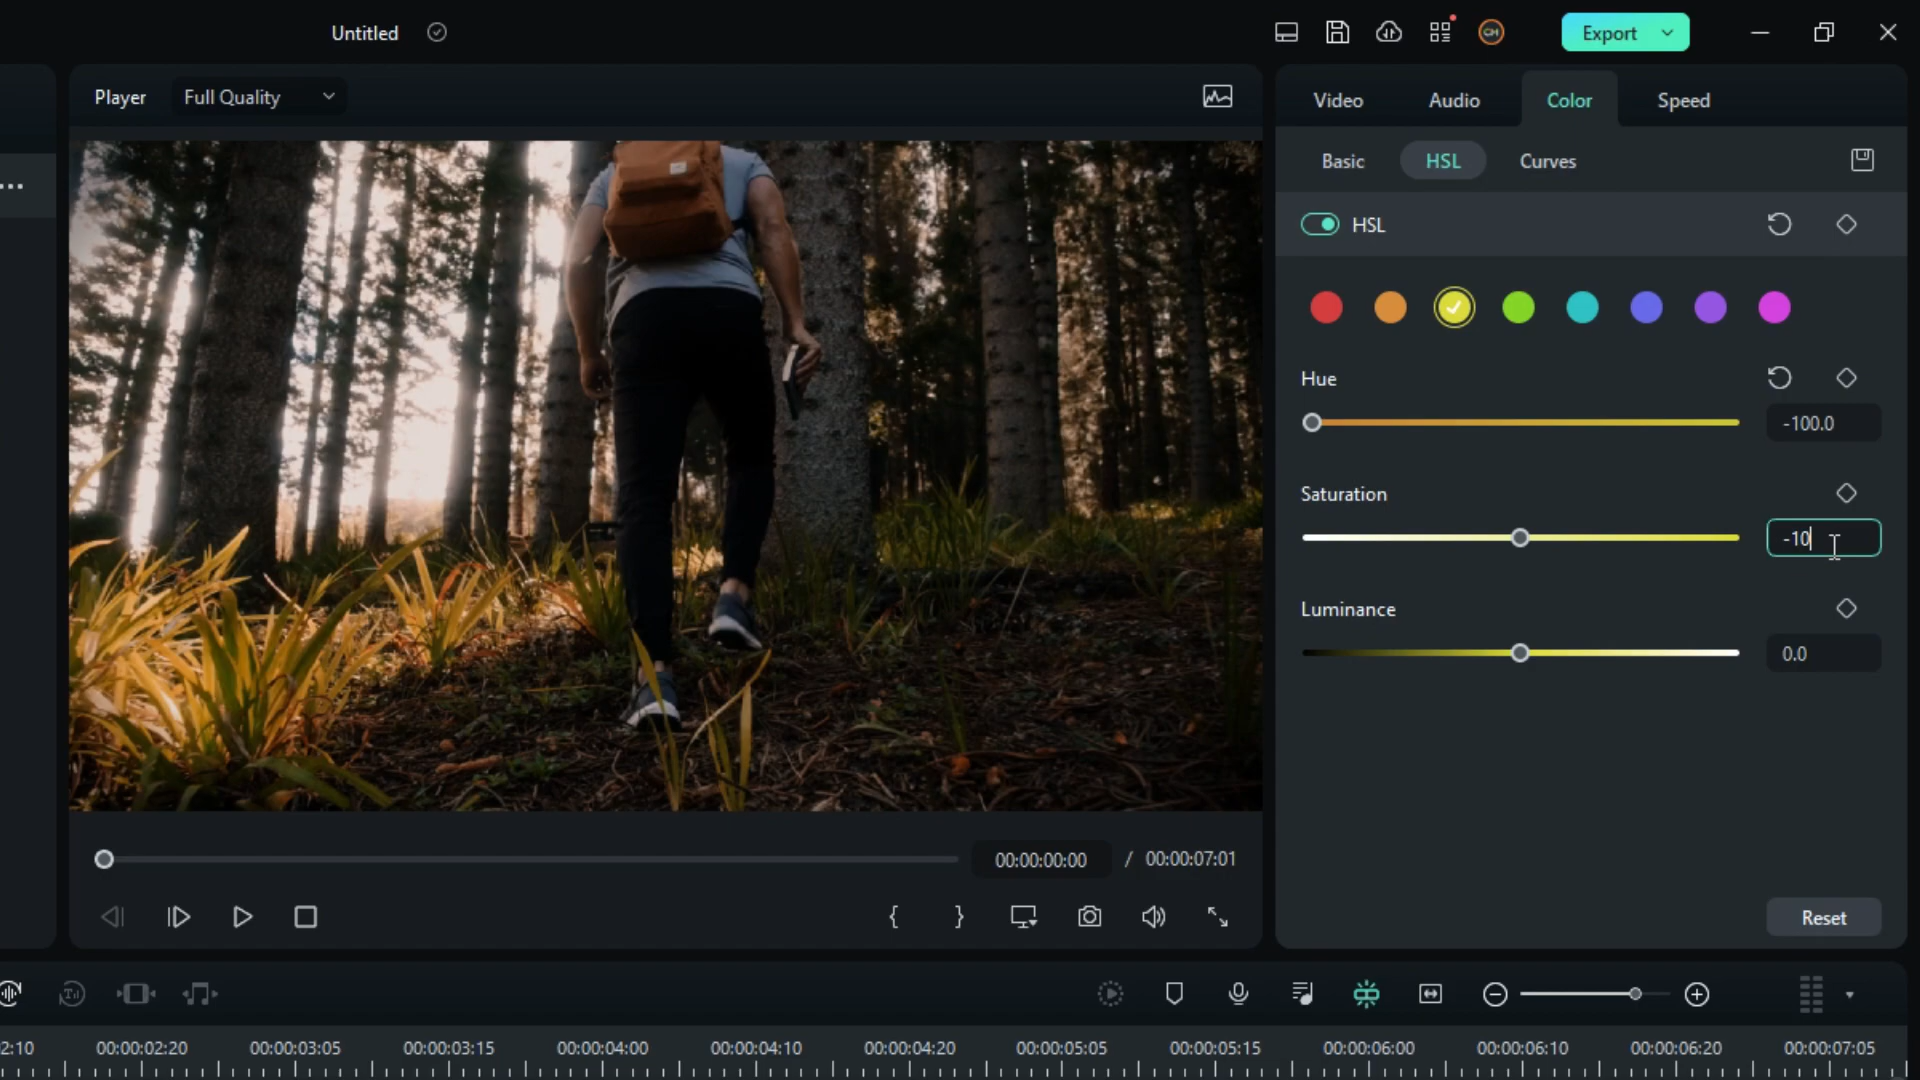 Untitled
GH
Export
Player
Full Quality
Video
Audio
Color
Speed
Basic
HSL
Curves
HSL
Hue
-100.0
Saturation
-10
Luminance
0.0
00:00:00:00
/ 00:00:07:01
Reset
2:10
00:00:02:20
00:00:03:05
00:00:03:15
00:00:04:00
00:00:04:10
00:00:04:20
00:00:05:05
00:00:05:15
00:00:06:00
00:00:06:10
00:00:06:20
00:00:07:05